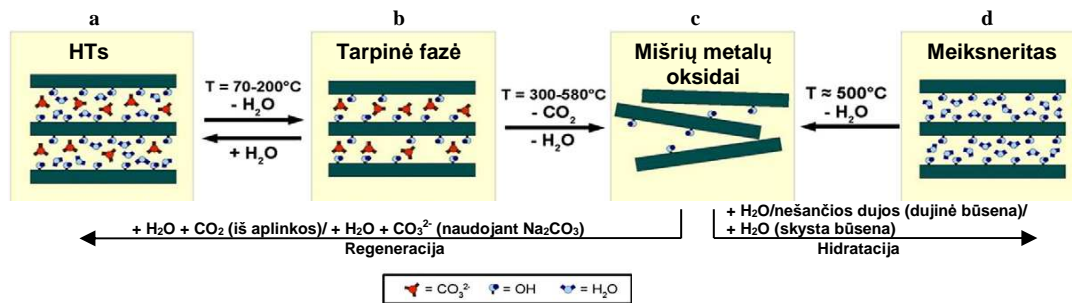 a
b
c
d
HTs
Tarpinė fazė
Mišrių metalų
oksidai
Meiksneritas
T = 70-200°C
- H₂O
+ H₂O
T = 300-580°C
- CO₂
- H₂O
T ≈ 500°C
- H₂O
+ H₂O + CO₂ (iš aplinkos)/ + H₂O + CO₃²⁻ (naudojant Na₂CO₃)
Regeneracija
+ H₂O/nešančios dujos (dujinė būsena)/
+ H₂O (skysta būsena)
Hidratacija
= CO₃²⁻ = OH = H₂O